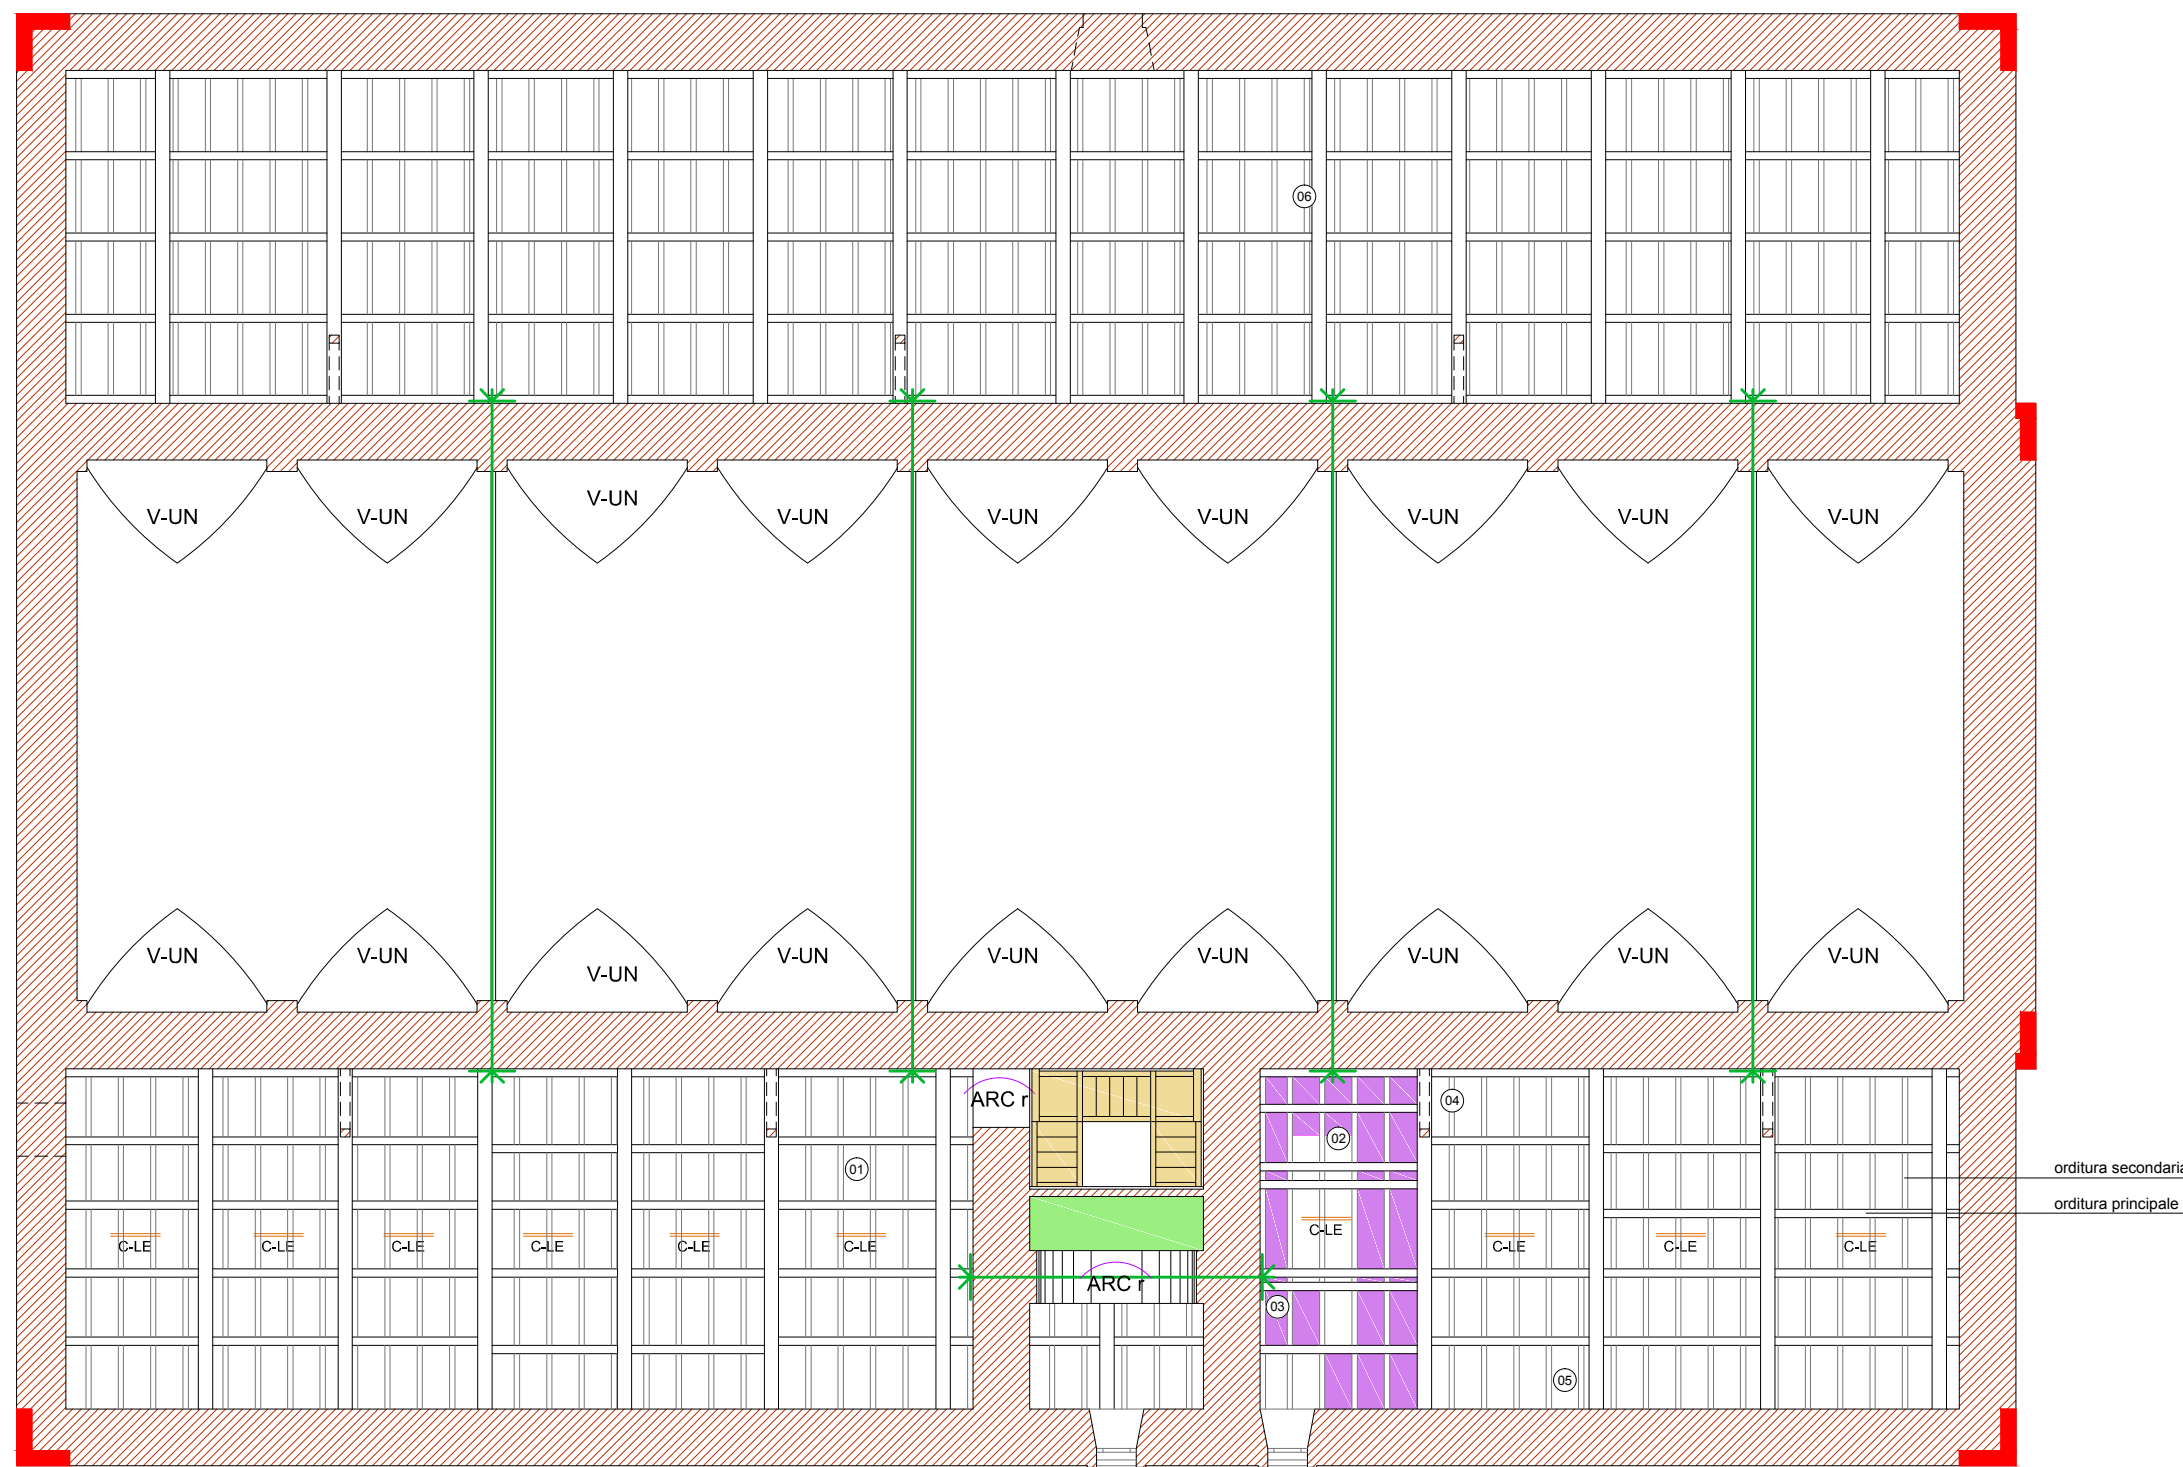 06
V-UN V-UN V-UN V-UN V-UN V-UN V-UN V-UN V-UN
V-UN V-UN V-UN V-UN V-UN V-UN V-UN V-UN V-UN
ARC r
04
02
01
orditura secondaria
orditura principale
C-LE C-LE C-LE C-LE C-LE C-LE C-LE C-LE C-LE C-LE
ARC r
03
05